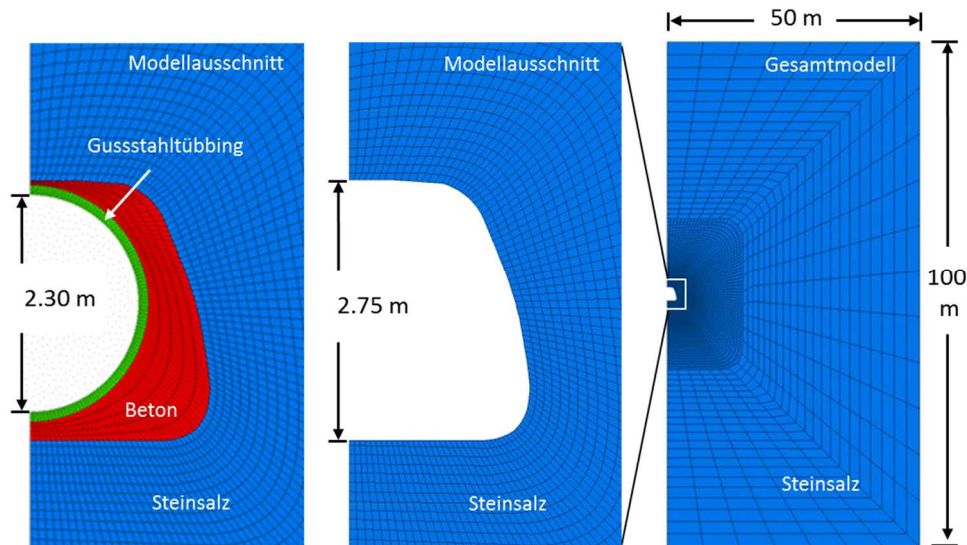 50 m
Modellausschnitt
Modellausschnitt
Gesamtmodell
Gussstahltübbing
2.30 m
2.75 m
100
m
Beton
Steinsalz
Steinsalz
Steinsalz